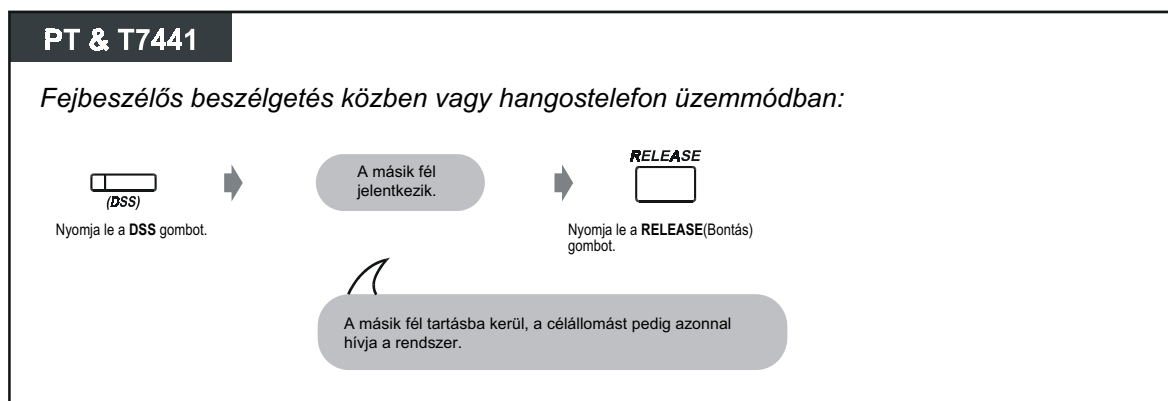 PT & T7441
Fejbeszélős beszélgetés közben vagy hangostelefon üzemmódban:
(DSS)
Nyomja le a DSS gombot.
A másik fél
jelentkezik.
RELEASE
Nyomja le a RELEASE(Bontás)
gombot.
A másik fél tartásba kerül, a célállomást pedig azonnal
hívja a rendszer.